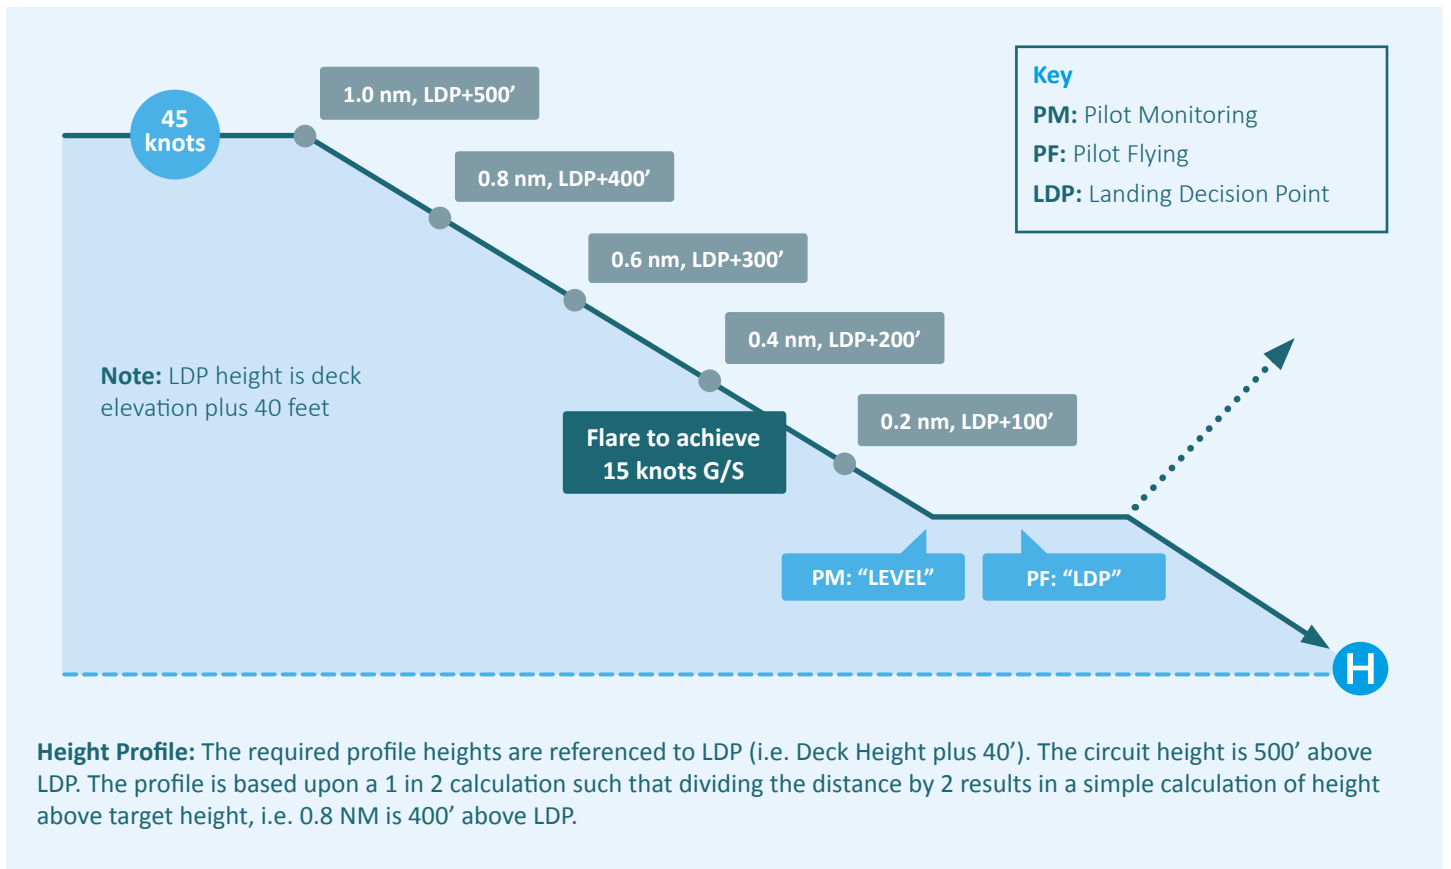 45
knots
1.0 nm, LDP+500’
0.8 nm, LDP+400’
0.6 nm, LDP+300’
0.4 nm, LDP+200’
0.2 nm, LDP+100’
Key
PM: Pilot Monitoring
PF: Pilot Flying
LDP: Landing Decision Point
Note: LDP height is deck
elevation plus 40 feet
Flare to achieve
15 knots G/S
PM: “LEVEL”
PF: “LDP”
H
Height Profile: The required profile heights are referenced to LDP (i.e. Deck Height plus 40’). The circuit height is 500’ above
LDP. The profile is based upon a 1 in 2 calculation such that dividing the distance by 2 results in a simple calculation of height
above target height, i.e. 0.8 NM is 400’ above LDP.